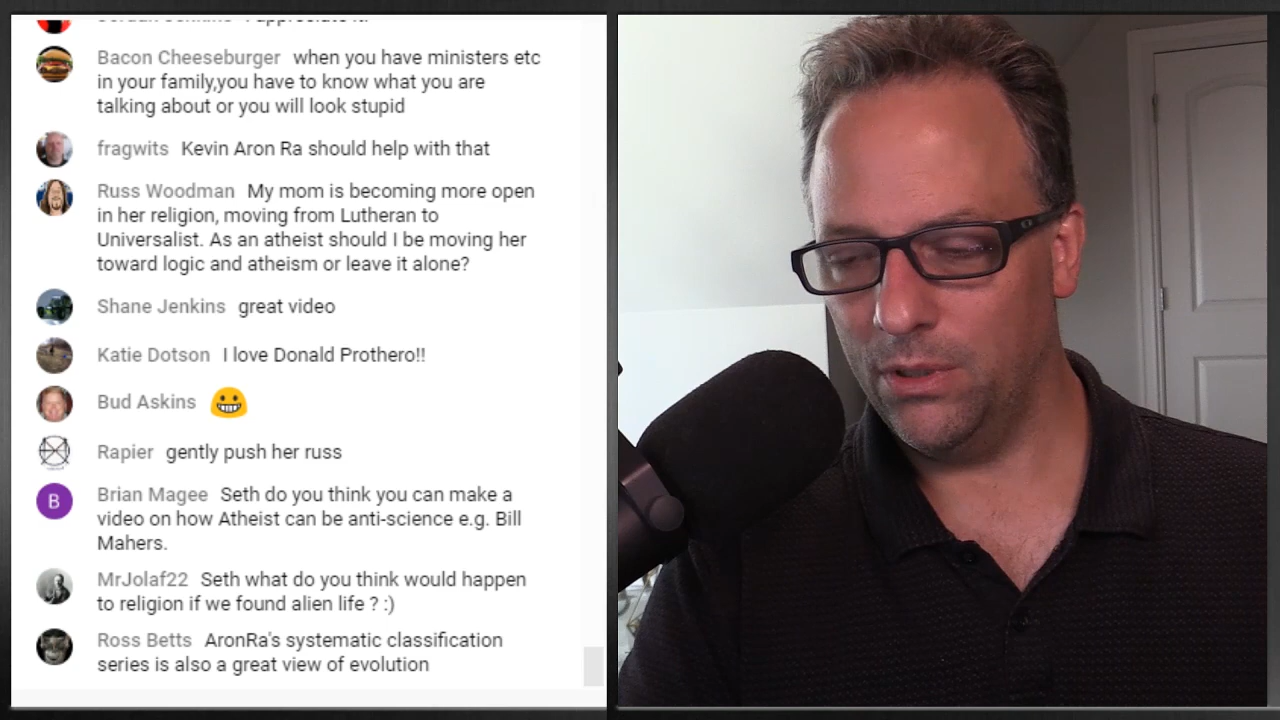 I appreciate it.
Bacon Cheeseburger when you have ministers etc
in your family,you have to know what you are
talking about or you will look stupid
fragwits Kevin Aron Ra should help with that
Russ Woodman My mom is becoming more open
in her religion, moving from Lutheran to
Universalist. As an atheist should I be moving her
toward logic and atheism or leave it alone?
Shane Jenkins great video
Katie Dotson I love Donald Prothero!!
Bud Askins
Rapier gently push her russ
B
Brian Magee Seth do you think you can make a
video on how Atheist can be anti-science e.g. Bill
Mahers.
MrJolaf22 Seth what do you think would happen
to religion if we found alien life ? :)
Ross Betts AronRa's systematic classification
series is also a great view of evolution